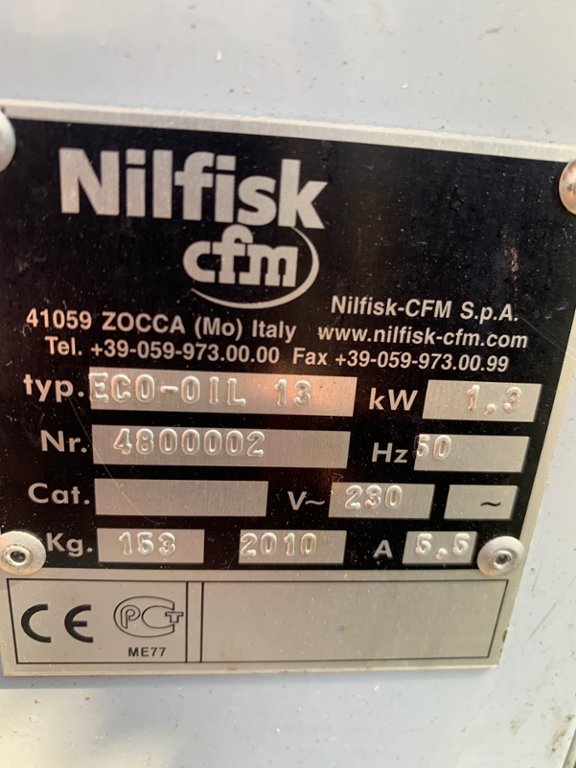 Nilfisk
cfm
Nilfisk-CFM S.p.A.
41059 ZOCCA (Mo) Italy www.nilfisk-cfm.com
Tel. +39-059-973.00.00 Fax +39-059-973.00.99
typ. ECO-OIL 13 kW 1,3
Nr. 4800002 Hz 50
Cat. V~ 230 ~
Kg. 153 2010 A 5,5
CE PCT
ME77